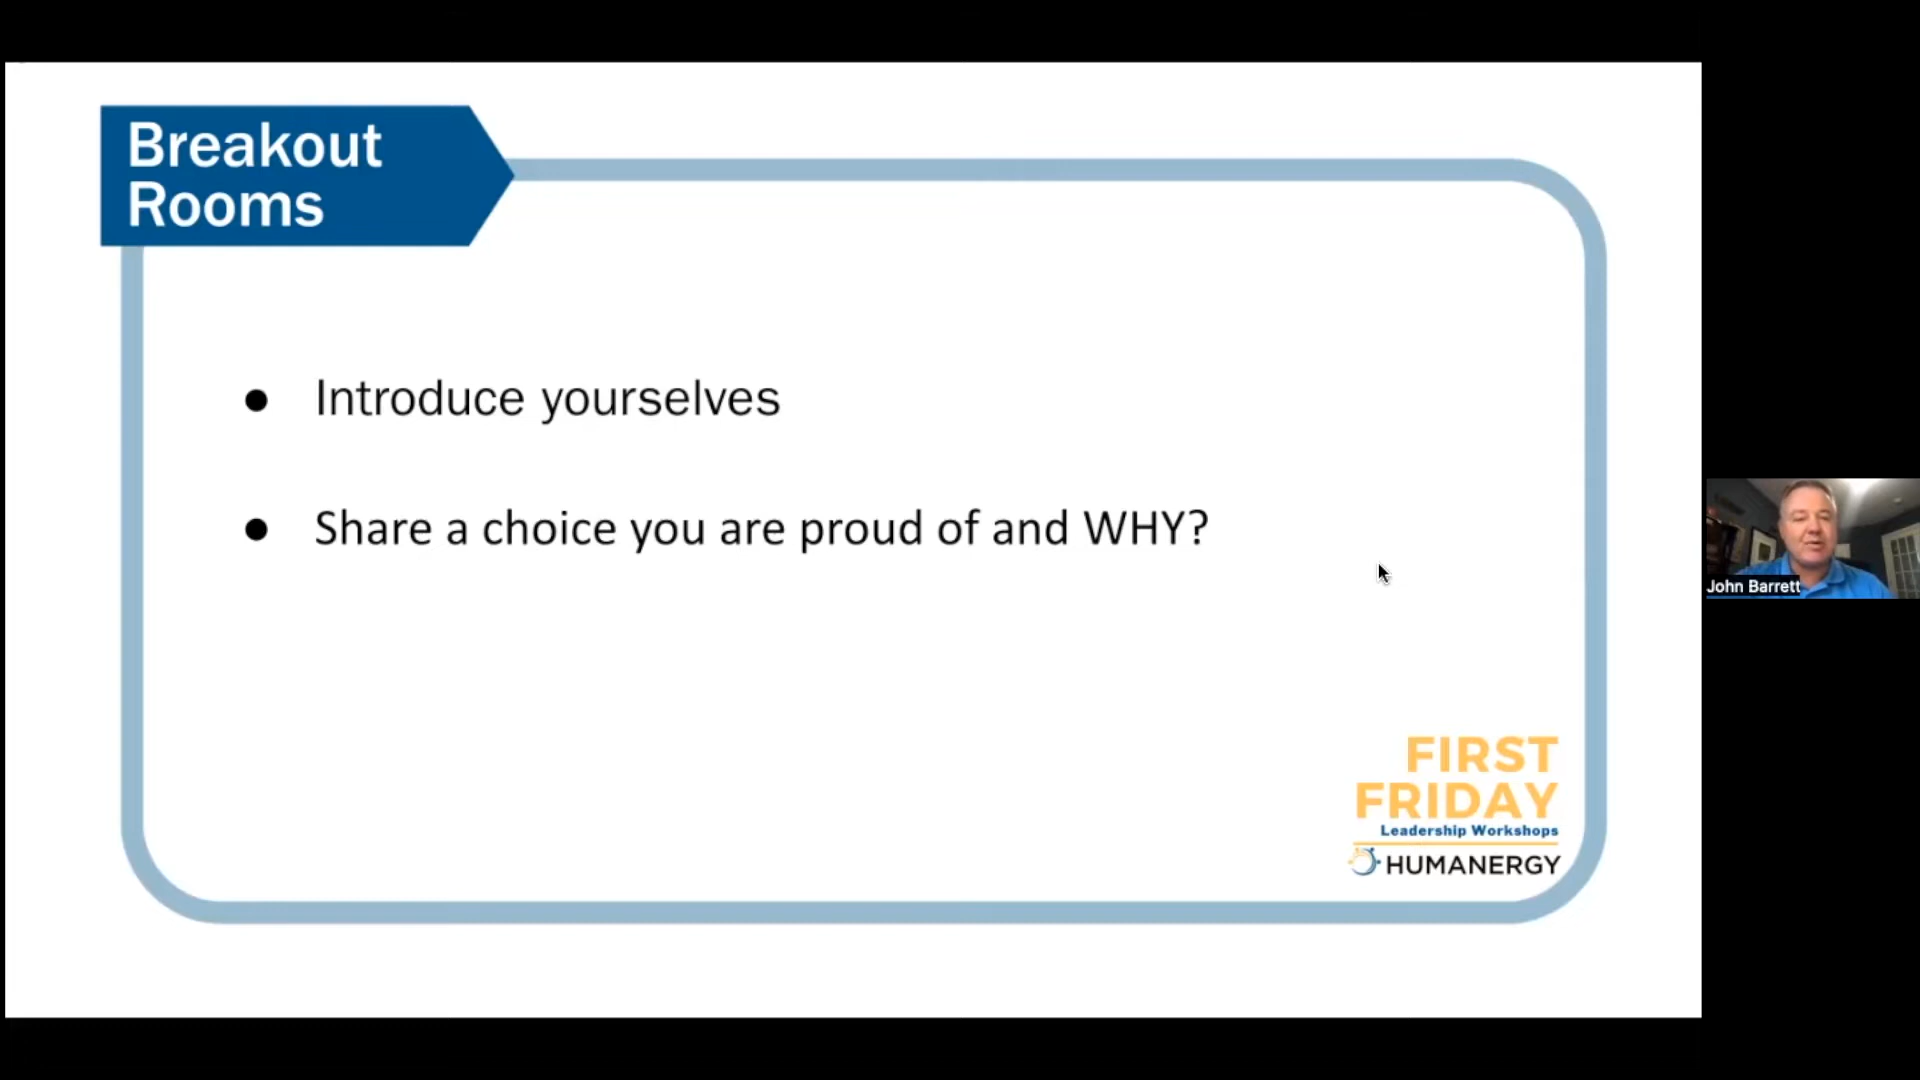 Breakout
Rooms
● Introduce yourselves
● Share a choice you are proud of and WHY?
FIRST
FRIDAY
Leadership Workshops
HUMANERGY
John Barrett